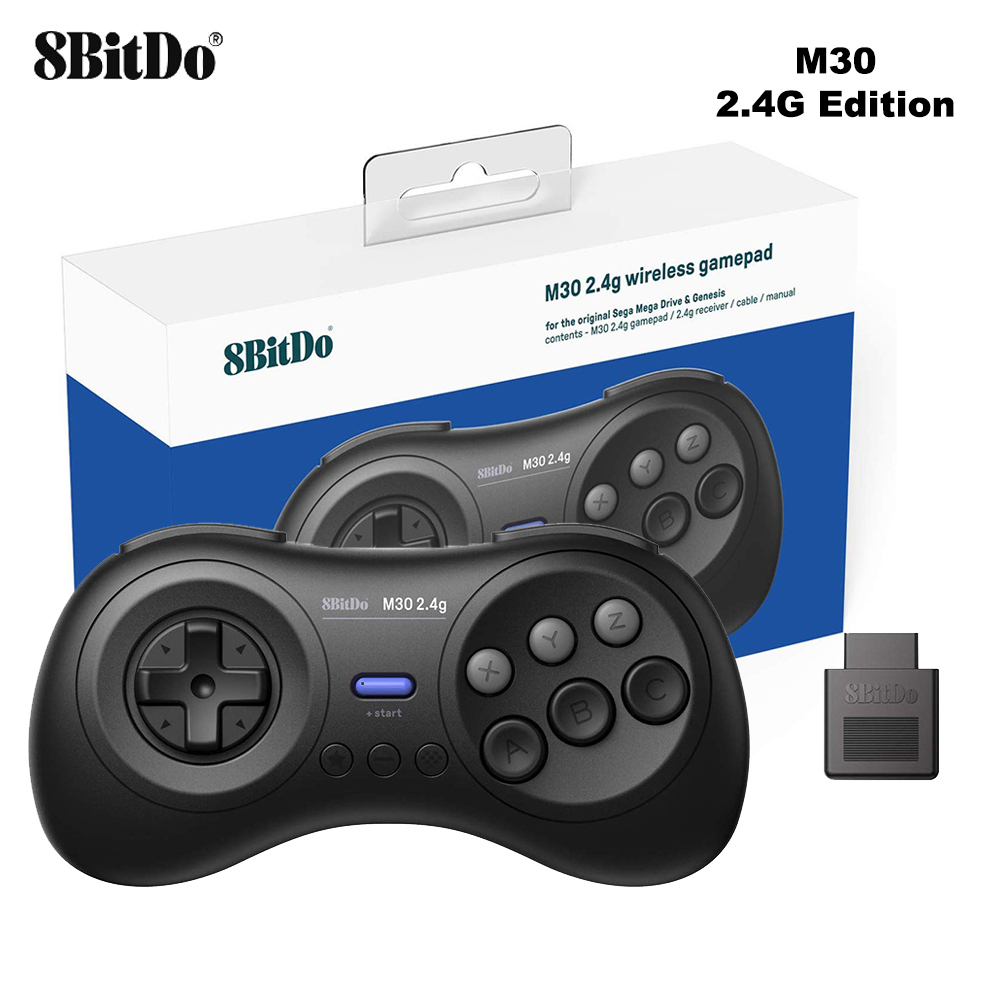 8BitDo®
M30
2.4G Edition
M30 2.4g wireless gamepad
for the original Sega Mega Drive & Genesis
contents - M30 2.4g gamepad / 2.4g receiver / cable / manual
8BitDo®
8BitDo M30 2.4g
X Y Z
B C
8BitDo M30 2.4g
+ start
X Y Z
A B C
8BitDo